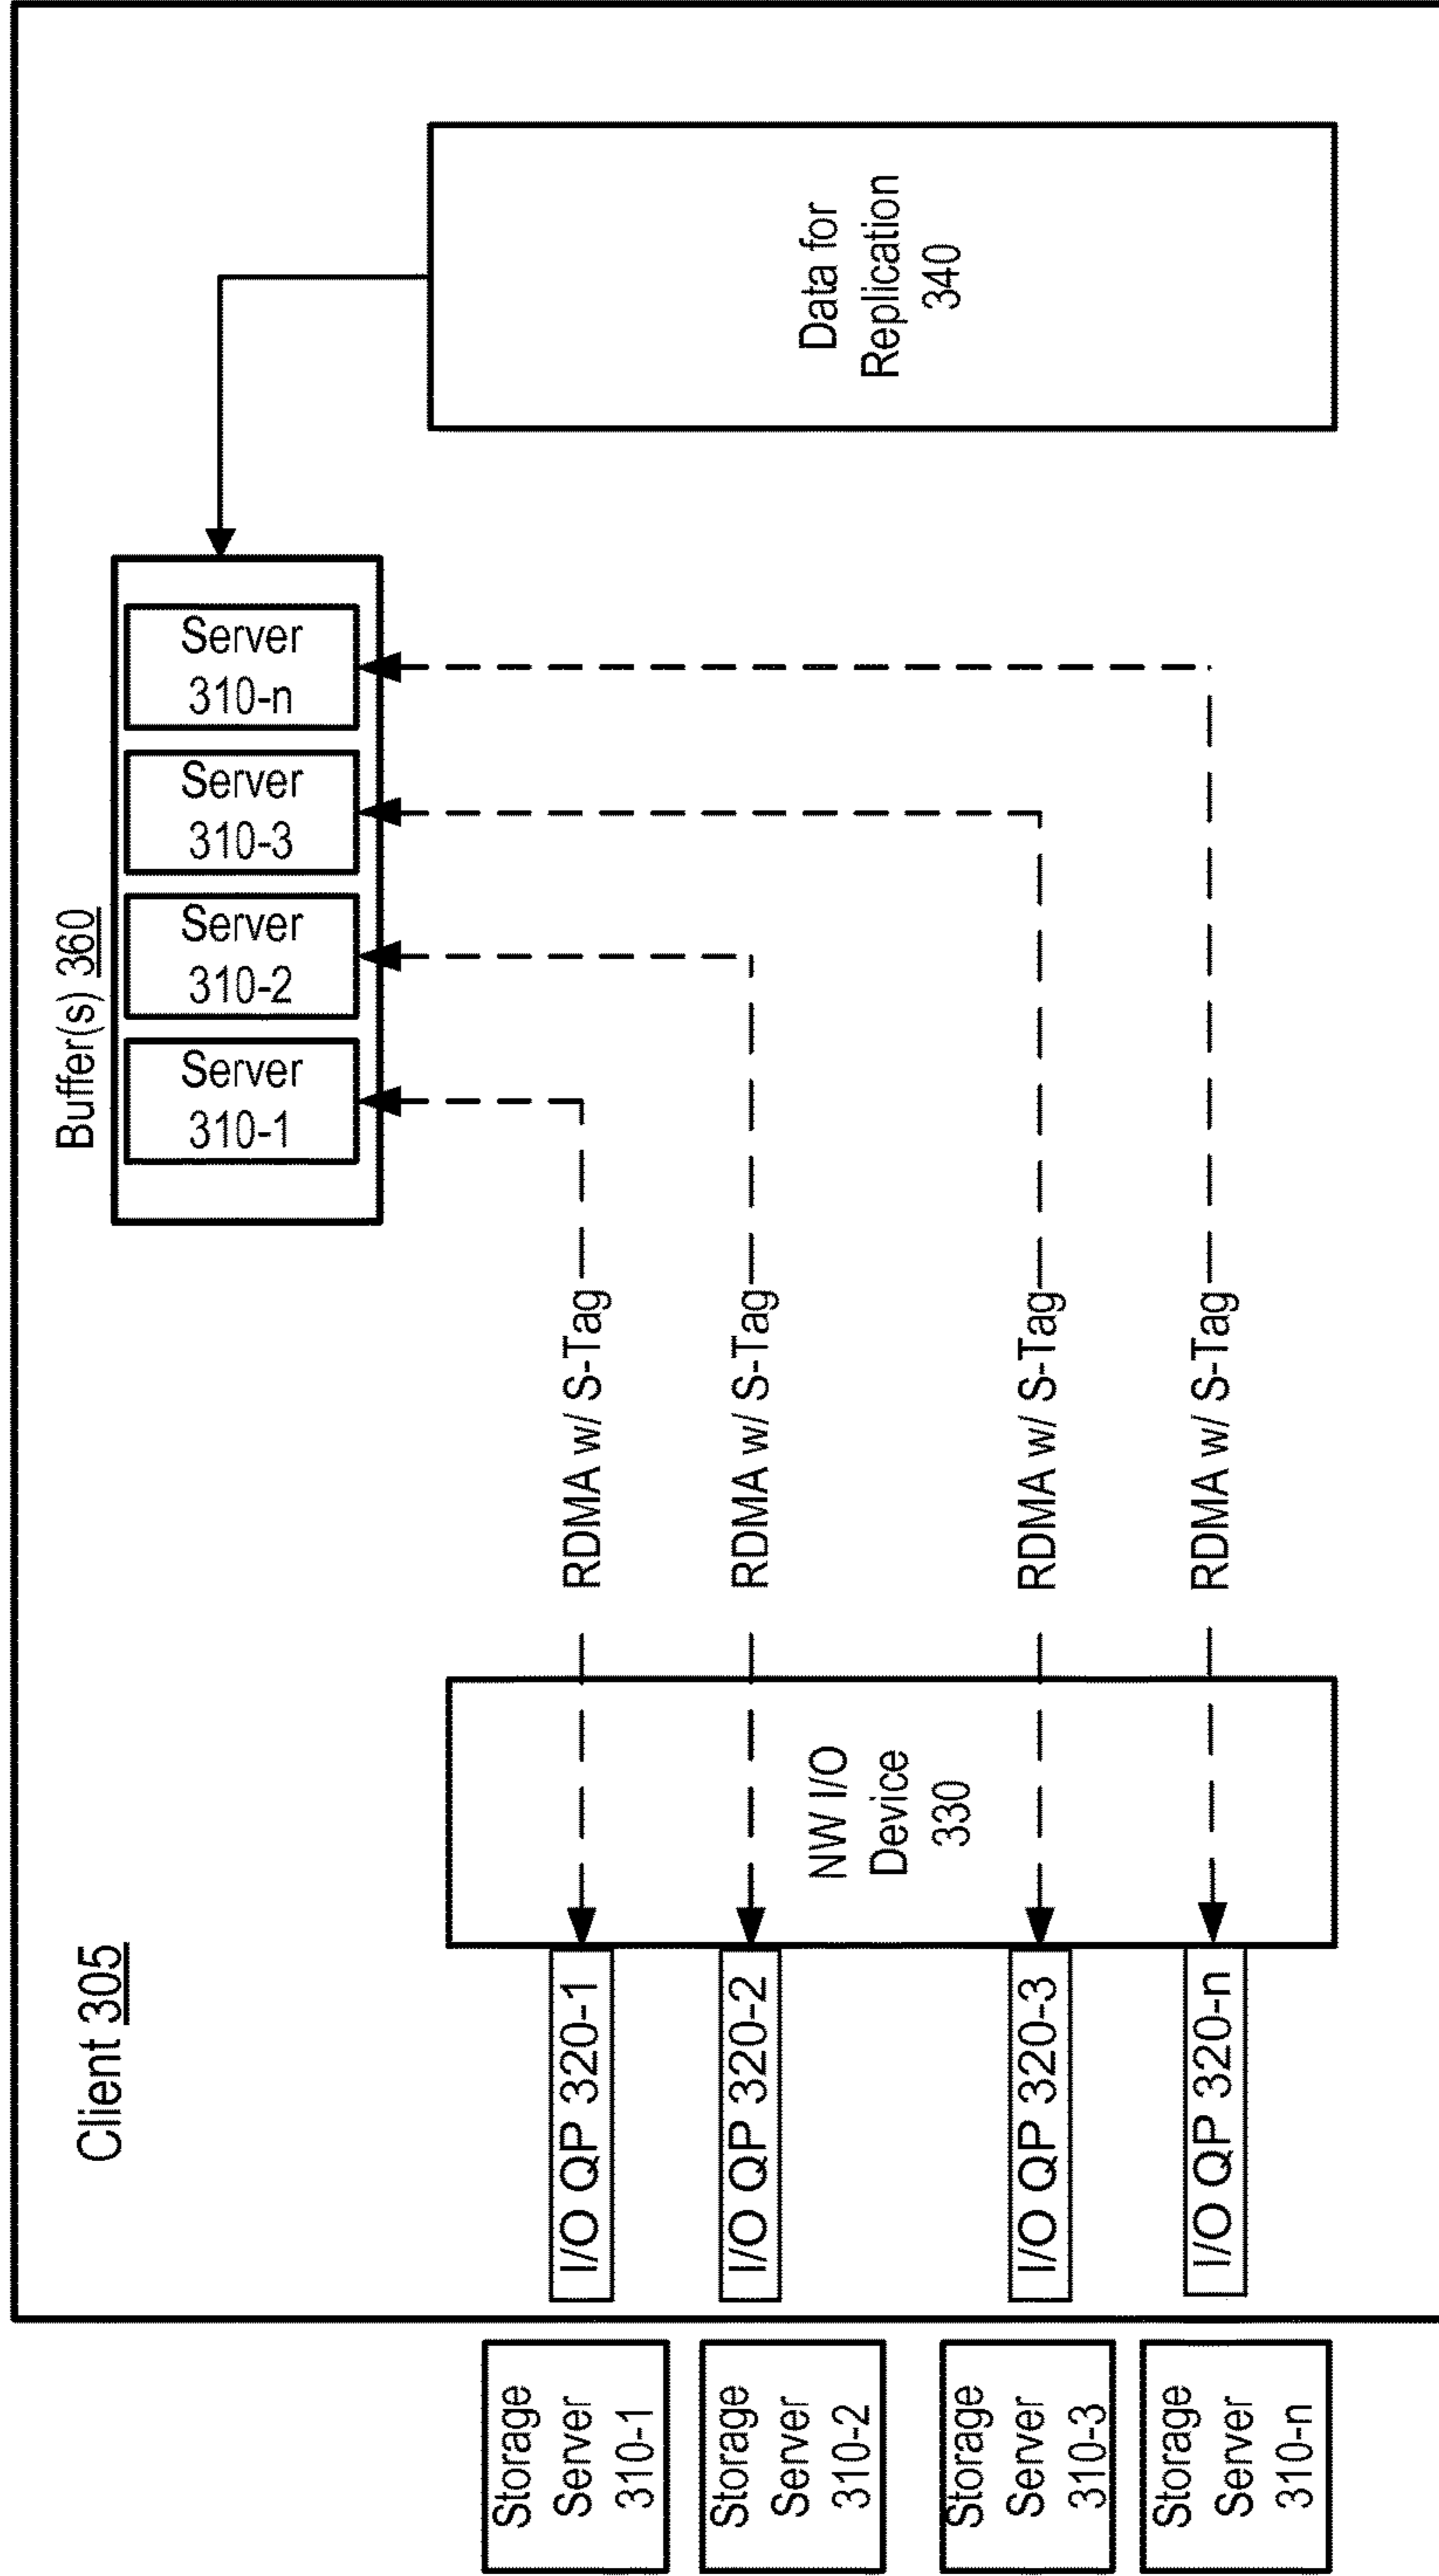 Client 305
Buffer(s) 360
Server
310-1
Server
310-2
Server
310-3
Server
310-n
Storage
Server
310-1
I/O QP 320-1
RDMA w/ S-Tag
Storage
Server
310-2
I/O QP 320-2
RDMA w/ S-Tag
NW I/O
Device
330
Data for
Replication
340
Storage
Server
310-3
I/O QP 320-3
RDMA w/ S-Tag
Storage
Server
310-n
I/O QP 320-n
RDMA w/ S-Tag